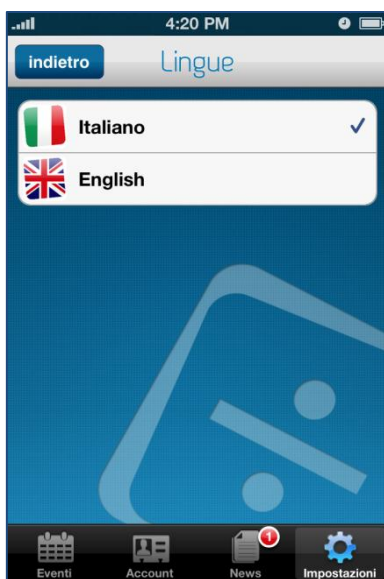 4:20 PM
indietro
Lingue
Italiano
English
1
Eventi
Account
News
Impostazioni